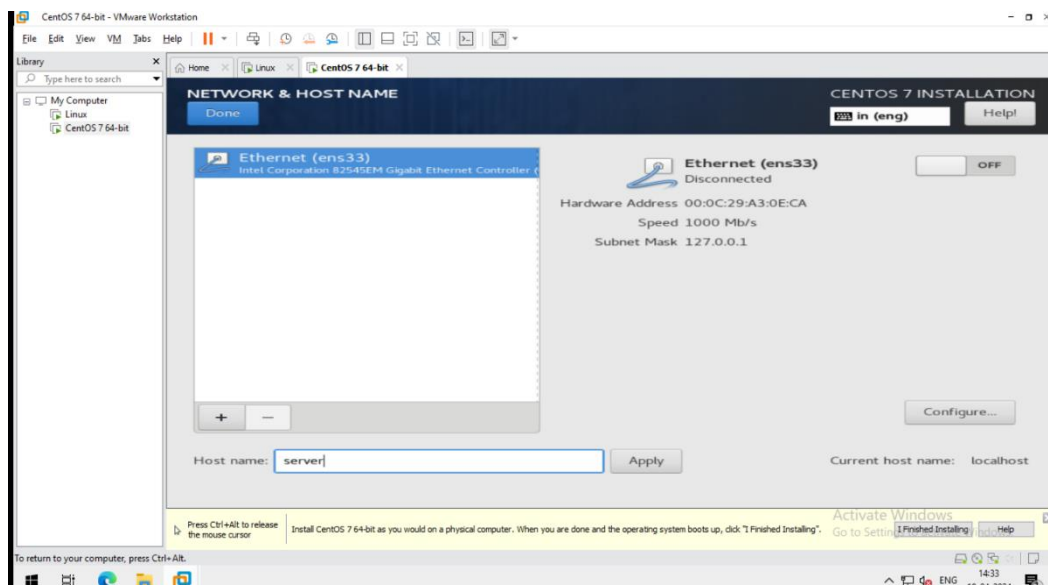 CentOS 7 64-bit - VMware Workstation
File Edit View VM Tabs Help
Library
Type here to search
My Computer
Linux
CentOS 7 64-bit
Home Linux CentOS 7 64-bit
NETWORK & HOST NAME
Done
CENTOS 7 INSTALLATION
in (eng) Help!
Ethernet (ens33)
Intel Corporation 82545EM Gigabit Ethernet Controller (
Ethernet (ens33)
Disconnected
OFF
Hardware Address 00:0C:29:A3:0E:CA
Speed 1000 Mb/s
Subnet Mask 127.0.0.1
+ −
Configure...
Host name: server Apply Current host name: localhost
Activate Windows
Press Ctrl+Alt to release
the mouse cursor
Install CentOS 7 64-bit as you would on a physical computer. When you are done and the operating system boots up, click "I Finished Installing".
Go to Settin
I Finished Installing Help
To return to your computer, press Ctrl+Alt.
ENG
14:33